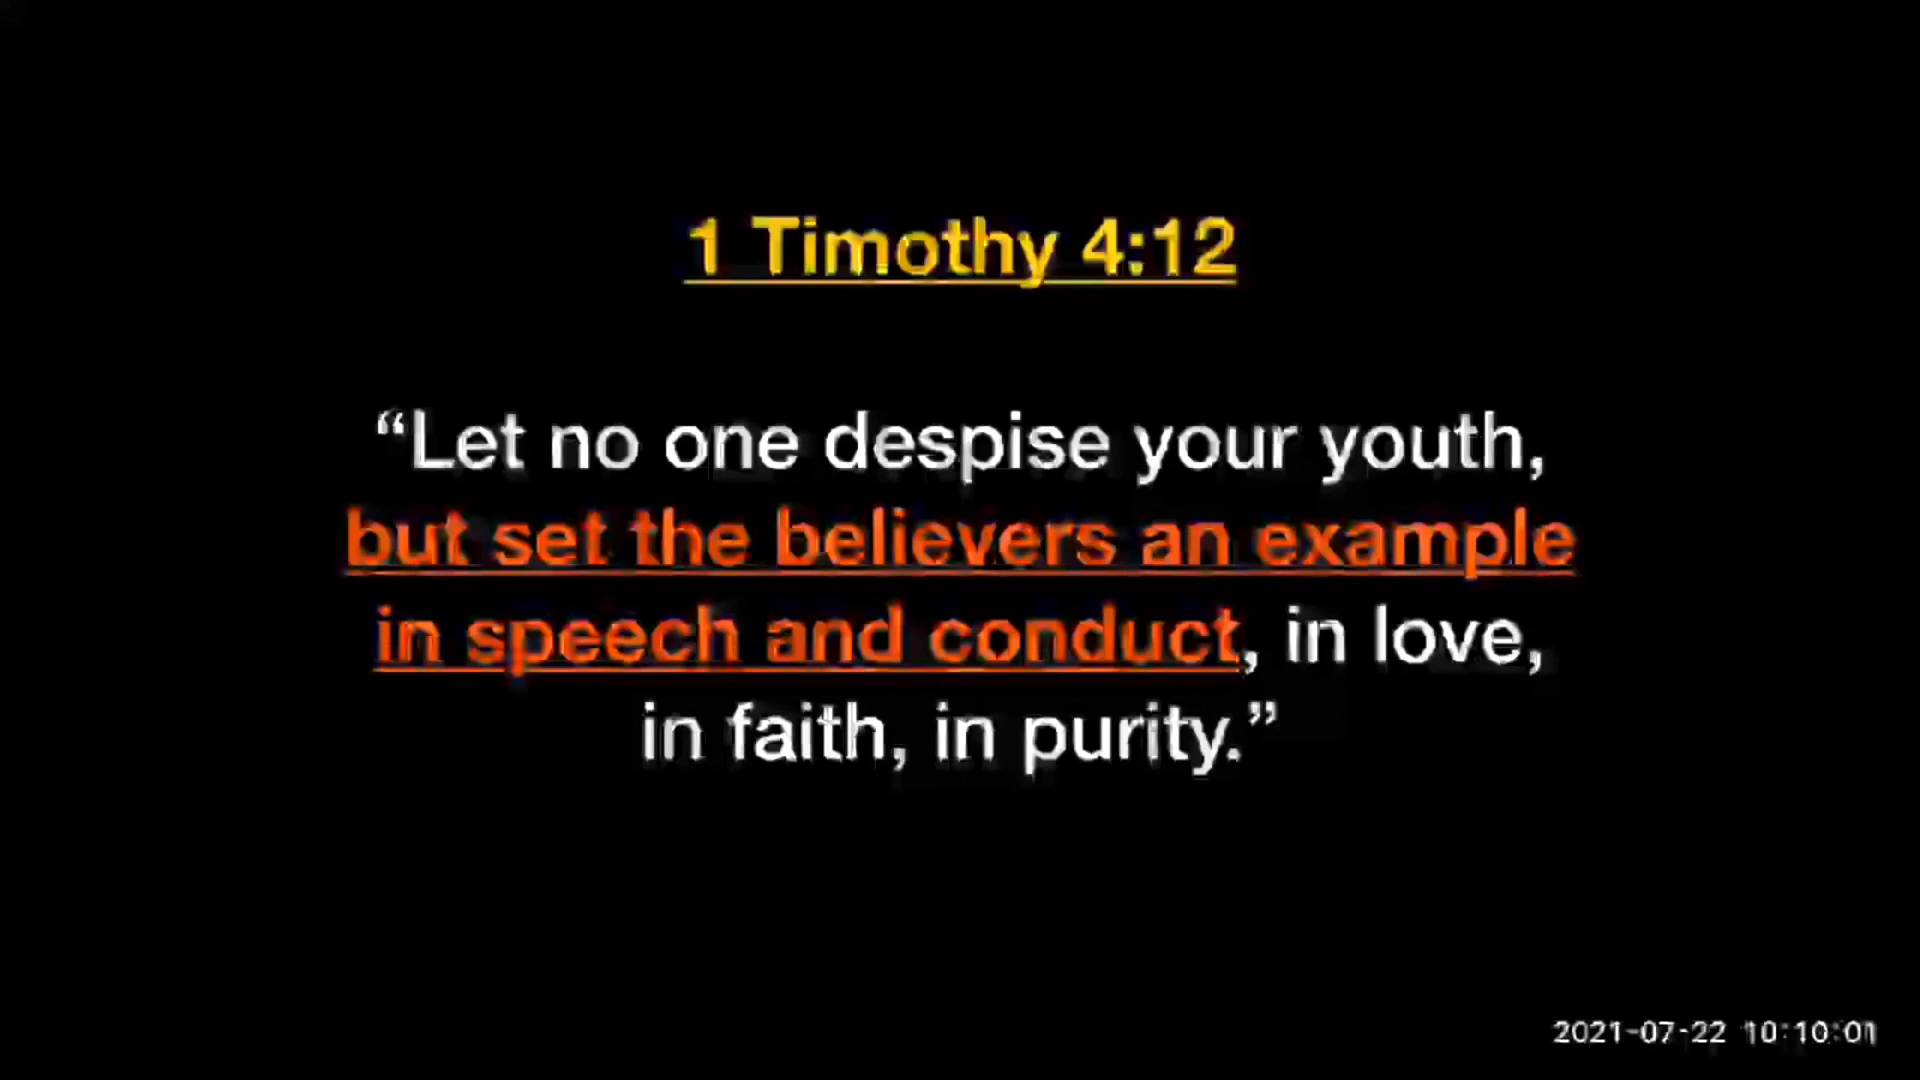 1 Timothy 4:12
“Let no one despise your youth,
but set the believers an example
in speech and conduct, in love,
in faith, in purity.”
2021-07-22 10:10:01